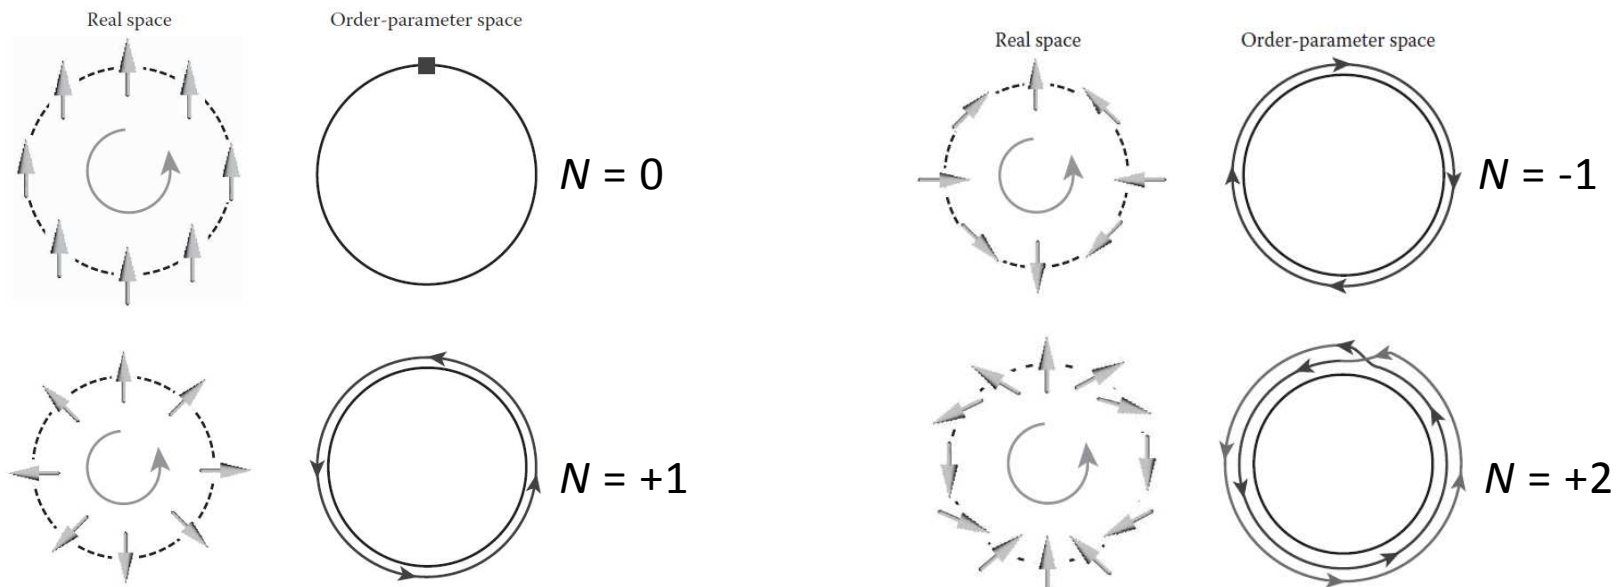 Real space
Order-parameter space
N = 0
Real space
Order-parameter space
N = -1
N = +1
N = +2